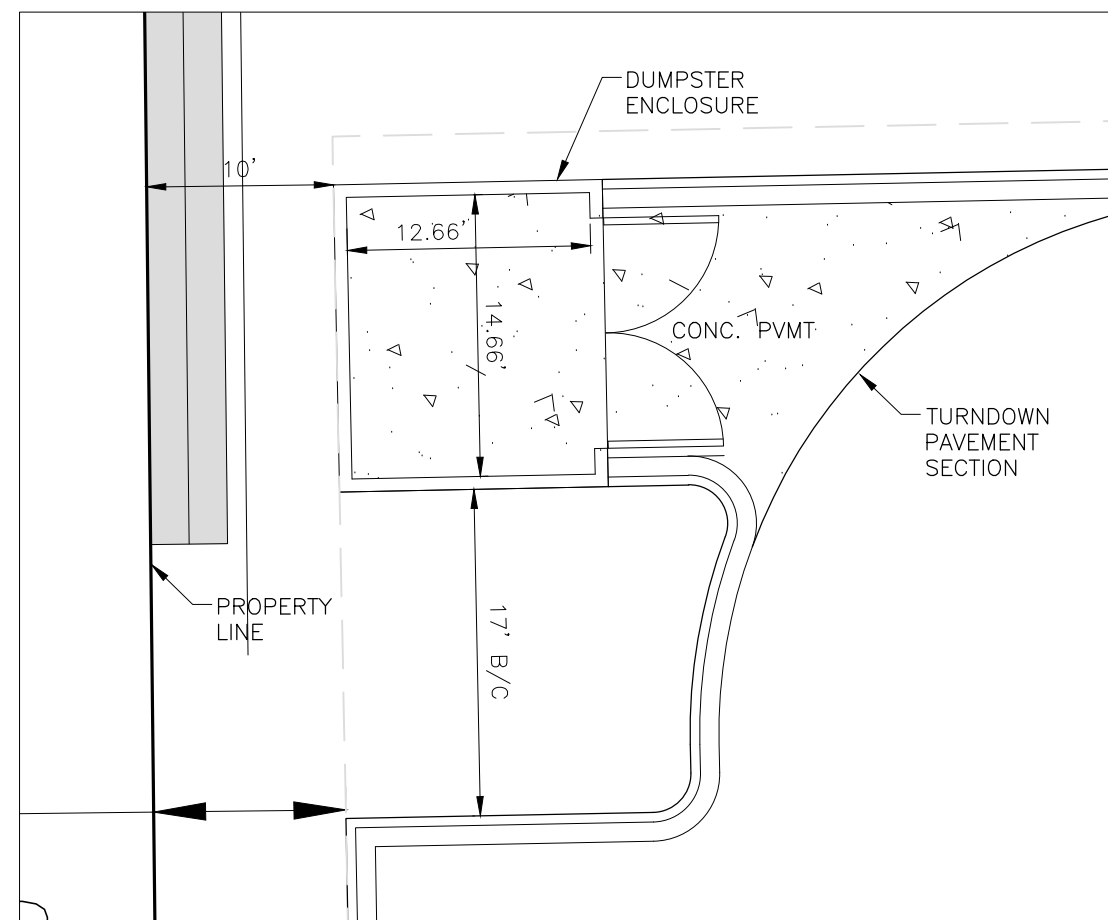 DUMPSTER
ENCLOSURE
10'
12.66'
14.66'
CONC. PVMT
TURNDOWN
PAVEMENT
SECTION
PROPERTY
LINE
17' B/C